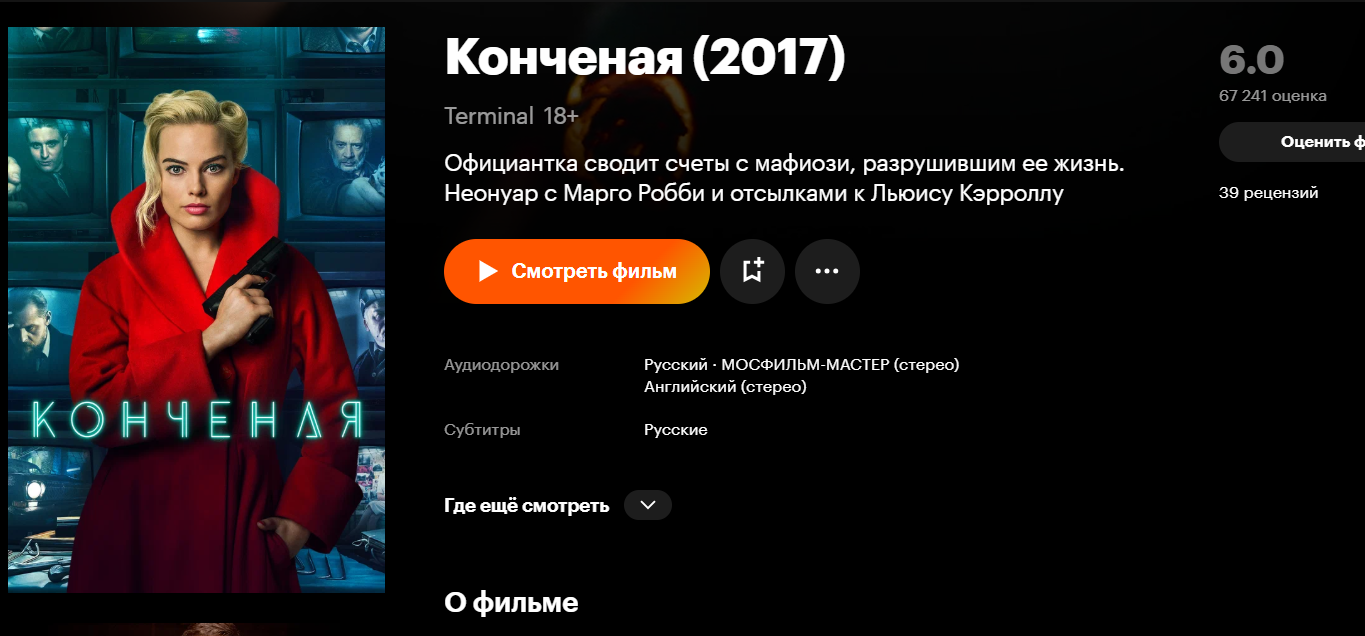 Конченая (2017)
Terminal 18+
Официантка сводит счеты с мафиози, разрушившим ее жизнь.
Неонуар с Марго Робби и отсылками к Льюису Кэрроллу
Смотреть фильм
Аудиодорожки
Русский · МОСФИЛЬМ-МАСТЕР (стерео)
Английский (стерео)
Субтитры
Русские
Где ещё смотреть
О фильме
6.0
67 241 оценка
Оценить ф
39 рецензий
КОНЧЕНАЯ